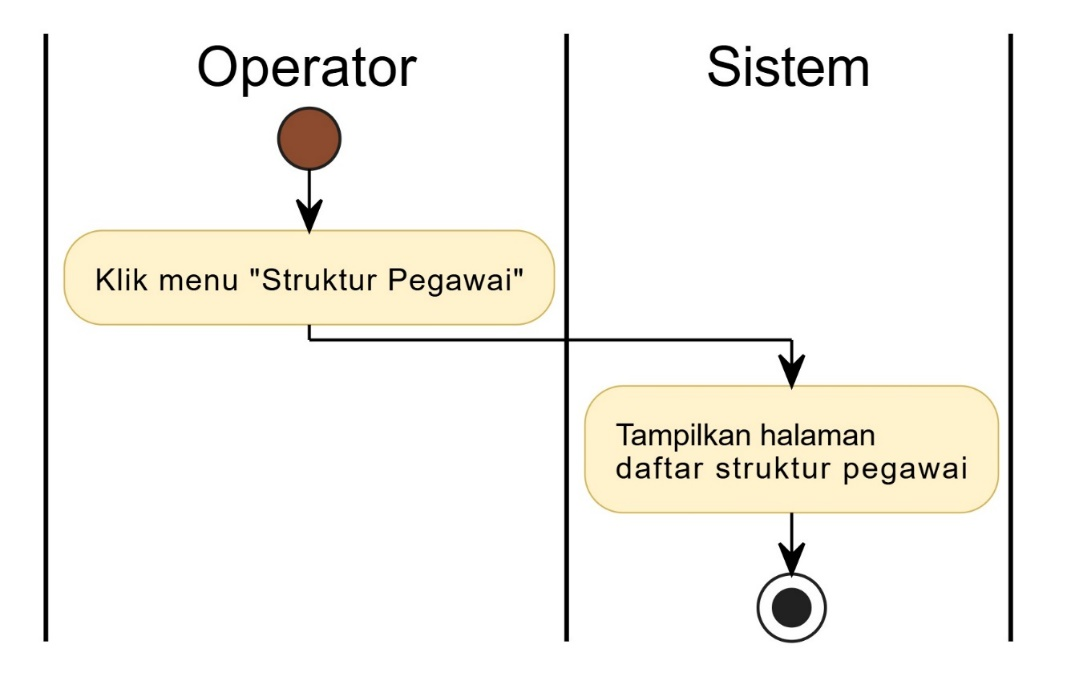 Operator
Sistem
Klik menu "Struktur Pegawai"
Tampilkan halaman
daftar struktur pegawai